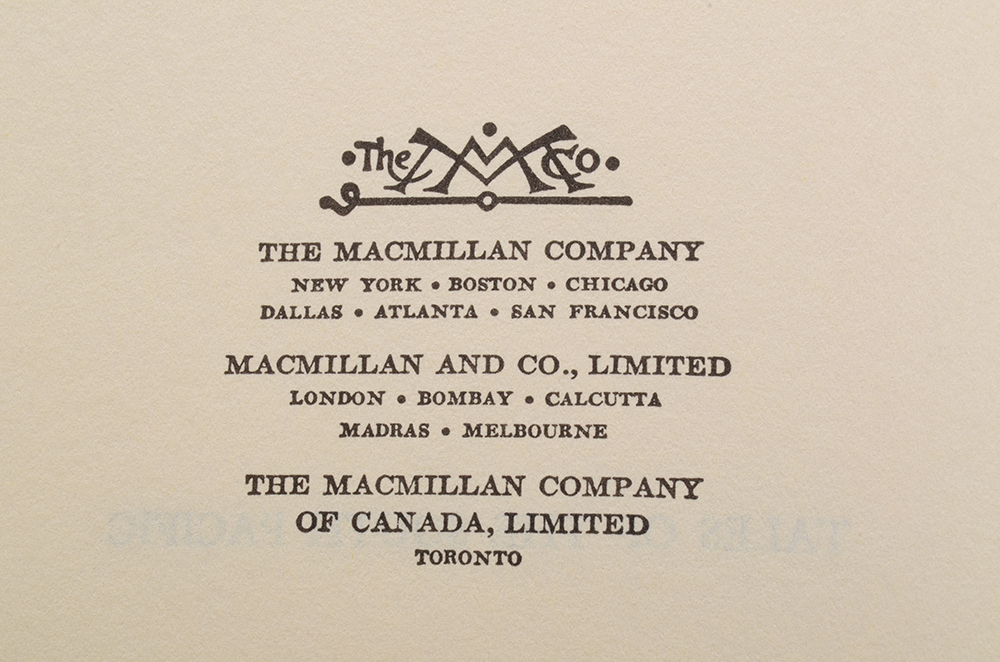 The M Co
THE MACMILLAN COMPANY
NEW YORK • BOSTON • CHICAGO
DALLAS • ATLANTA • SAN FRANCISCO
MACMILLAN AND CO., LIMITED
LONDON • BOMBAY • CALCUTTA
MADRAS • MELBOURNE
THE MACMILLAN COMPANY
OF CANADA, LIMITED
TORONTO